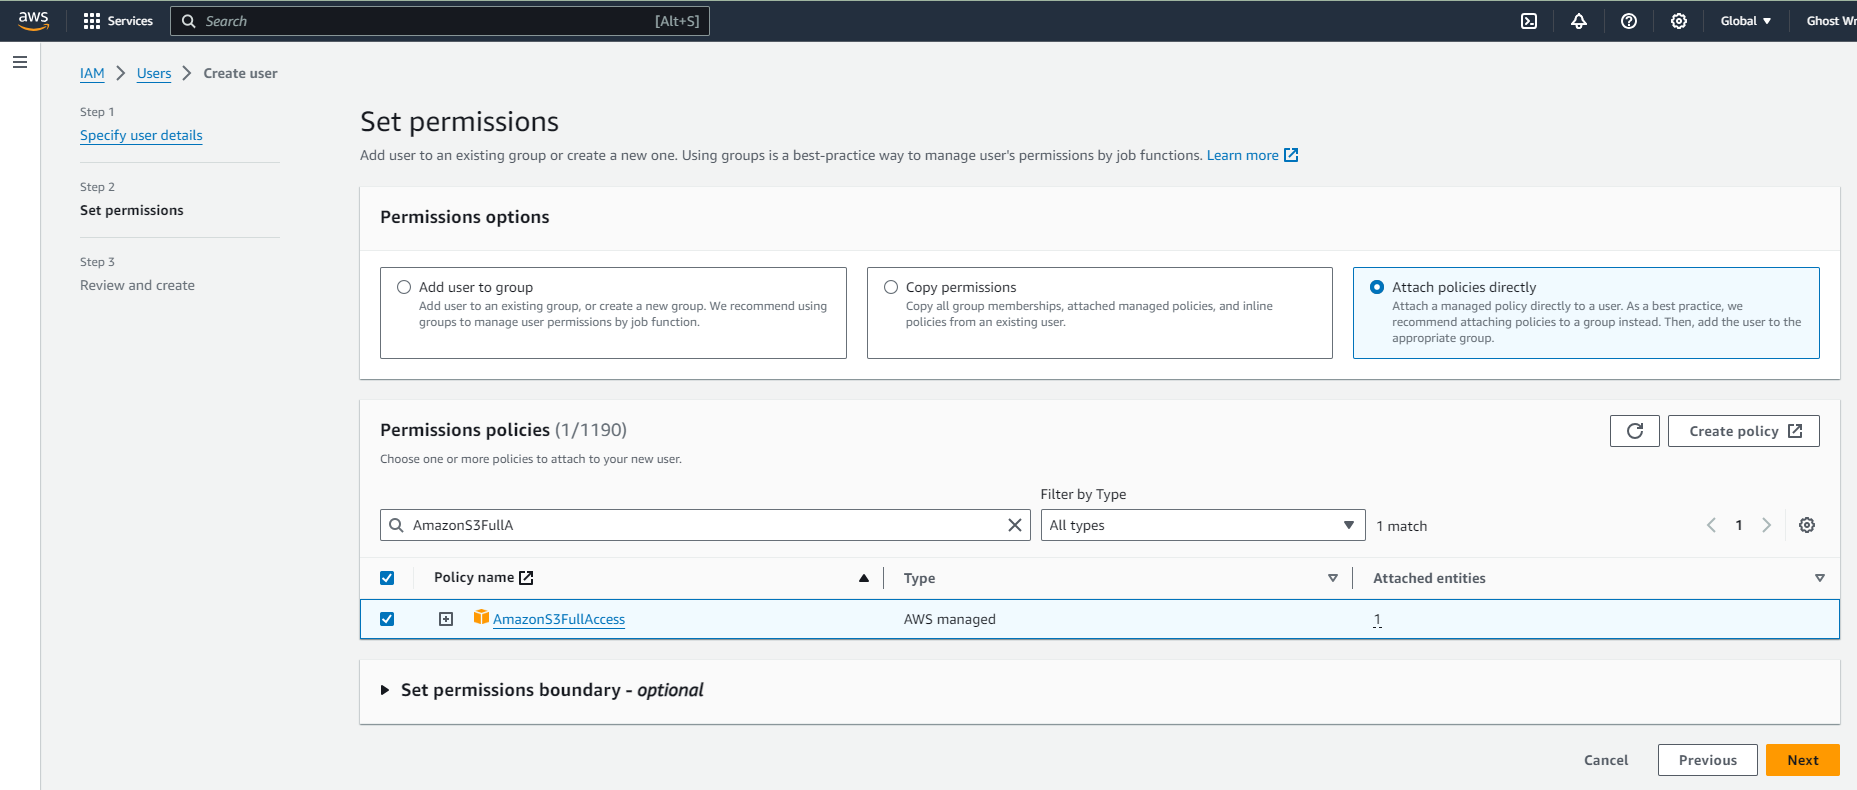 aws
Services
Search
[Alt+S]
Global
Ghost Wr
IAM
Users
Create user
Step 1
Specify user details
Step 2
Set permissions
Step 3
Review and create
Set permissions
Add user to an existing group or create a new one. Using groups is a best-practice way to manage user's permissions by job functions. Learn more
Permissions options
Add user to group
Add user to an existing group, or create a new group. We recommend using
groups to manage user permissions by job function.
Copy permissions
Copy all group memberships, attached managed policies, and inline
policies from an existing user.
Attach policies directly
Attach a managed policy directly to a user. As a best practice, we
recommend attaching policies to a group instead. Then, add the user to the
appropriate group.
Permissions policies (1/1190)
Choose one or more policies to attach to your new user.
Create policy
Filter by Type
AmazonS3FullA
All types
1 match
1
Policy name
Type
Attached entities
AmazonS3FullAccess
AWS managed
1
Set permissions boundary - optional
Cancel
Previous
Next